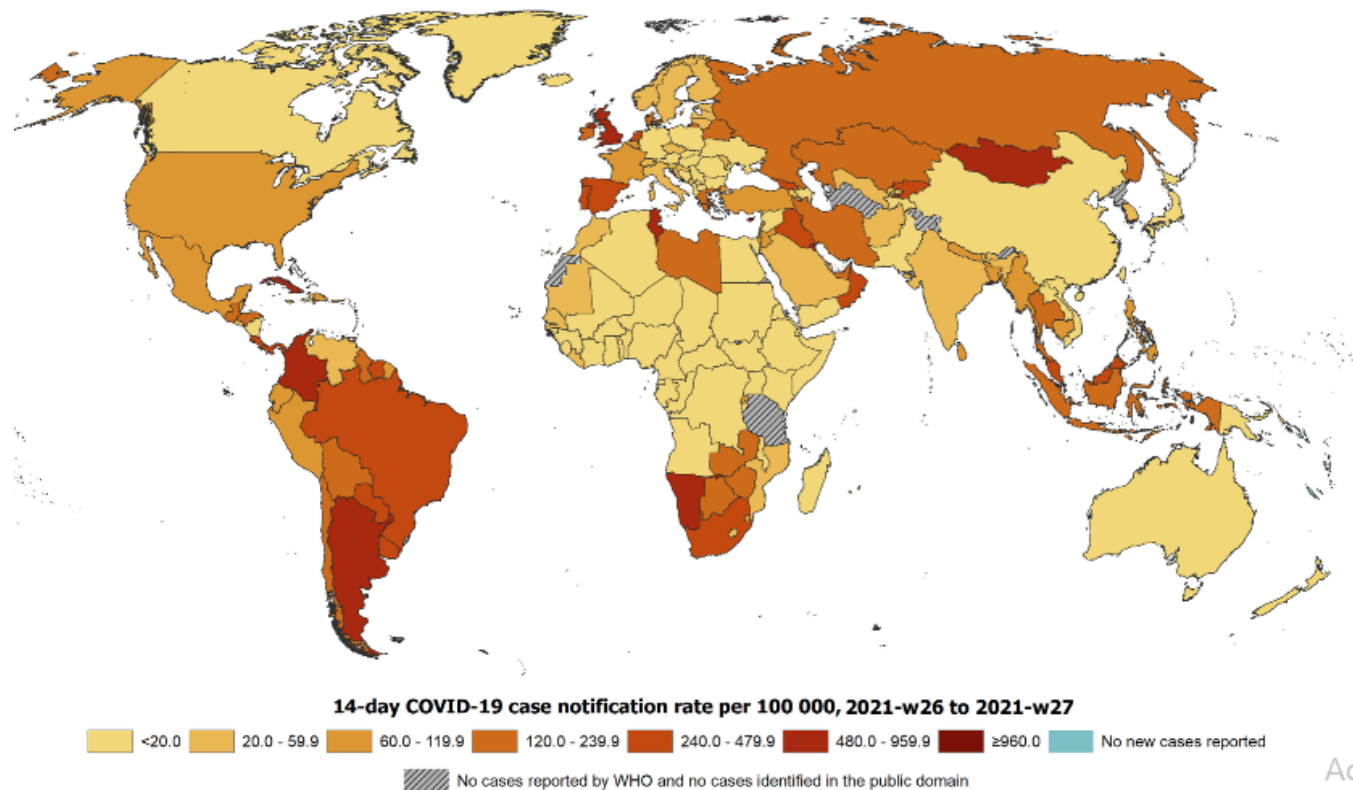 14-day COVID-19 case notification rate per 100 000, 2021-w26 to 2021-w27
<20.0 20.0 - 59.9 60.0 - 119.9 120.0 - 239.9 240.0 - 479.9 480.0 - 959.9 ≥960.0 No new cases reported
No cases reported by WHO and no cases identified in the public domain
Ac